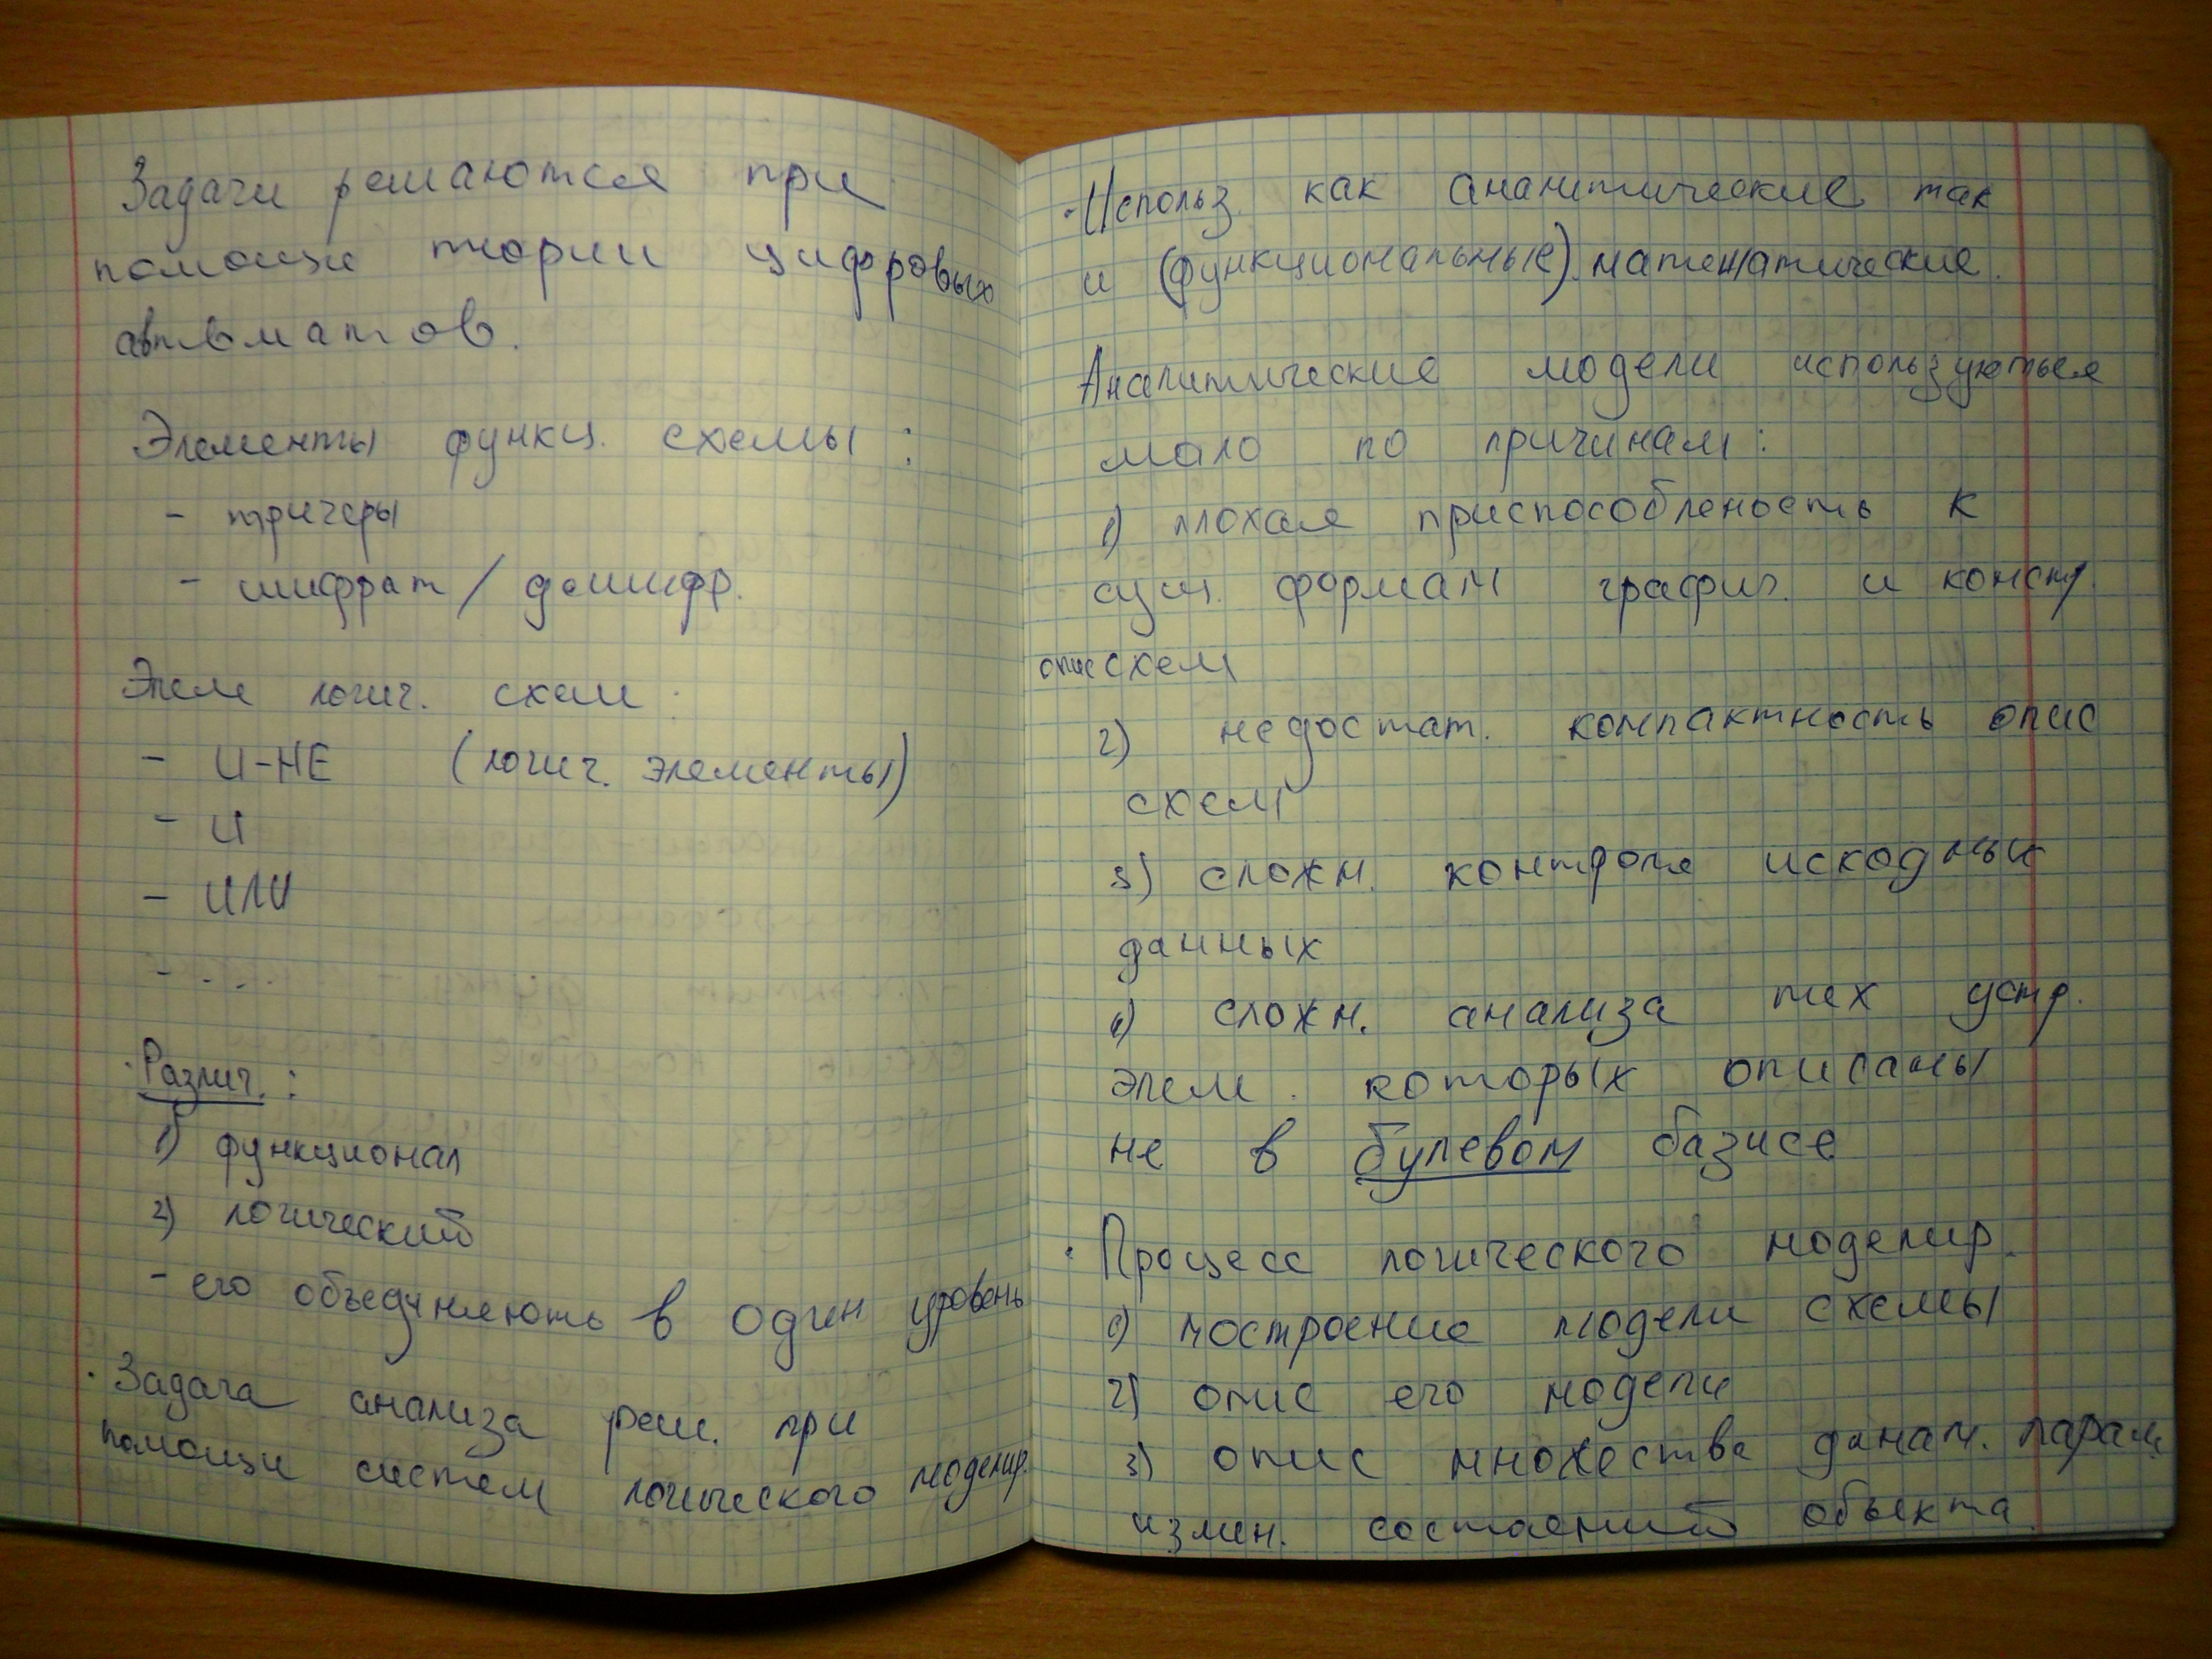 Задачи решаются при
помощи теории цифровых
автоматов.
Элементы функц. схемы :
- тригеры
- шифрат / дешифр.
Элем логич. схем :
- И-НЕ (логич. элементы)
- И
- ИЛИ
- ....
· Различ. :
1) функционал
2) логический
- его объединяють в один уровень
· Задача анализа реш. при
помощи систем логического моделир.
· Использ. как аналитические так
и (функциональные) математические.
Аналитические модели используються
мало по причинам :
1) плохая приспособленость к
сущ. формам графич. и констр.
опис схем
2) недостат. компактность опис
схем
3) сложн. контроля исходных
данных
4) сложн. анализа тех устр.
элем. которых описаны
не в булевом базисе
· Процесс логического моделир.
1) построение модели схемы
2) опис его модели
3) опис множества динам. парам.
измен. состояний объекта